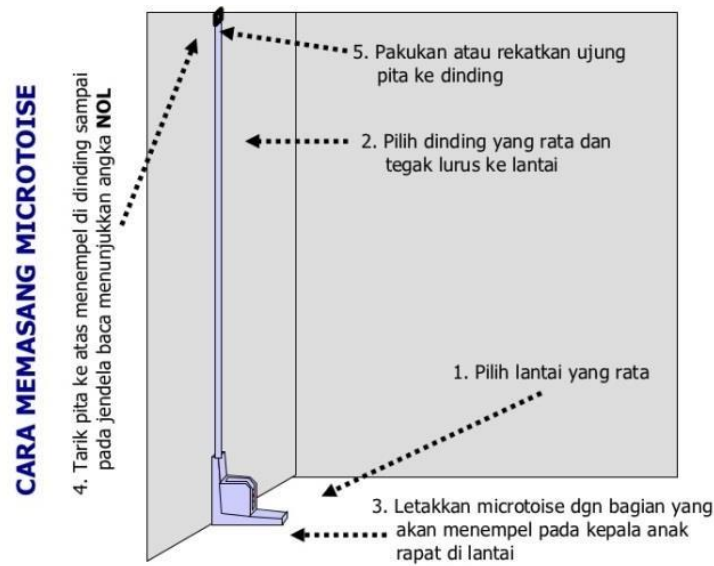 CARA MEMASANG MICROTOISE
4. Tarik pita ke atas menempel di dinding sampai
pada jendela baca menunjukkan angka NOL
5. Pakukan atau rekatkan ujung
pita ke dinding
2. Pilih dinding yang rata dan
tegak lurus ke lantai
1. Pilih lantai yang rata
3. Letakkan microtoise dgn bagian yang
akan menempel pada kepala anak
rapat di lantai